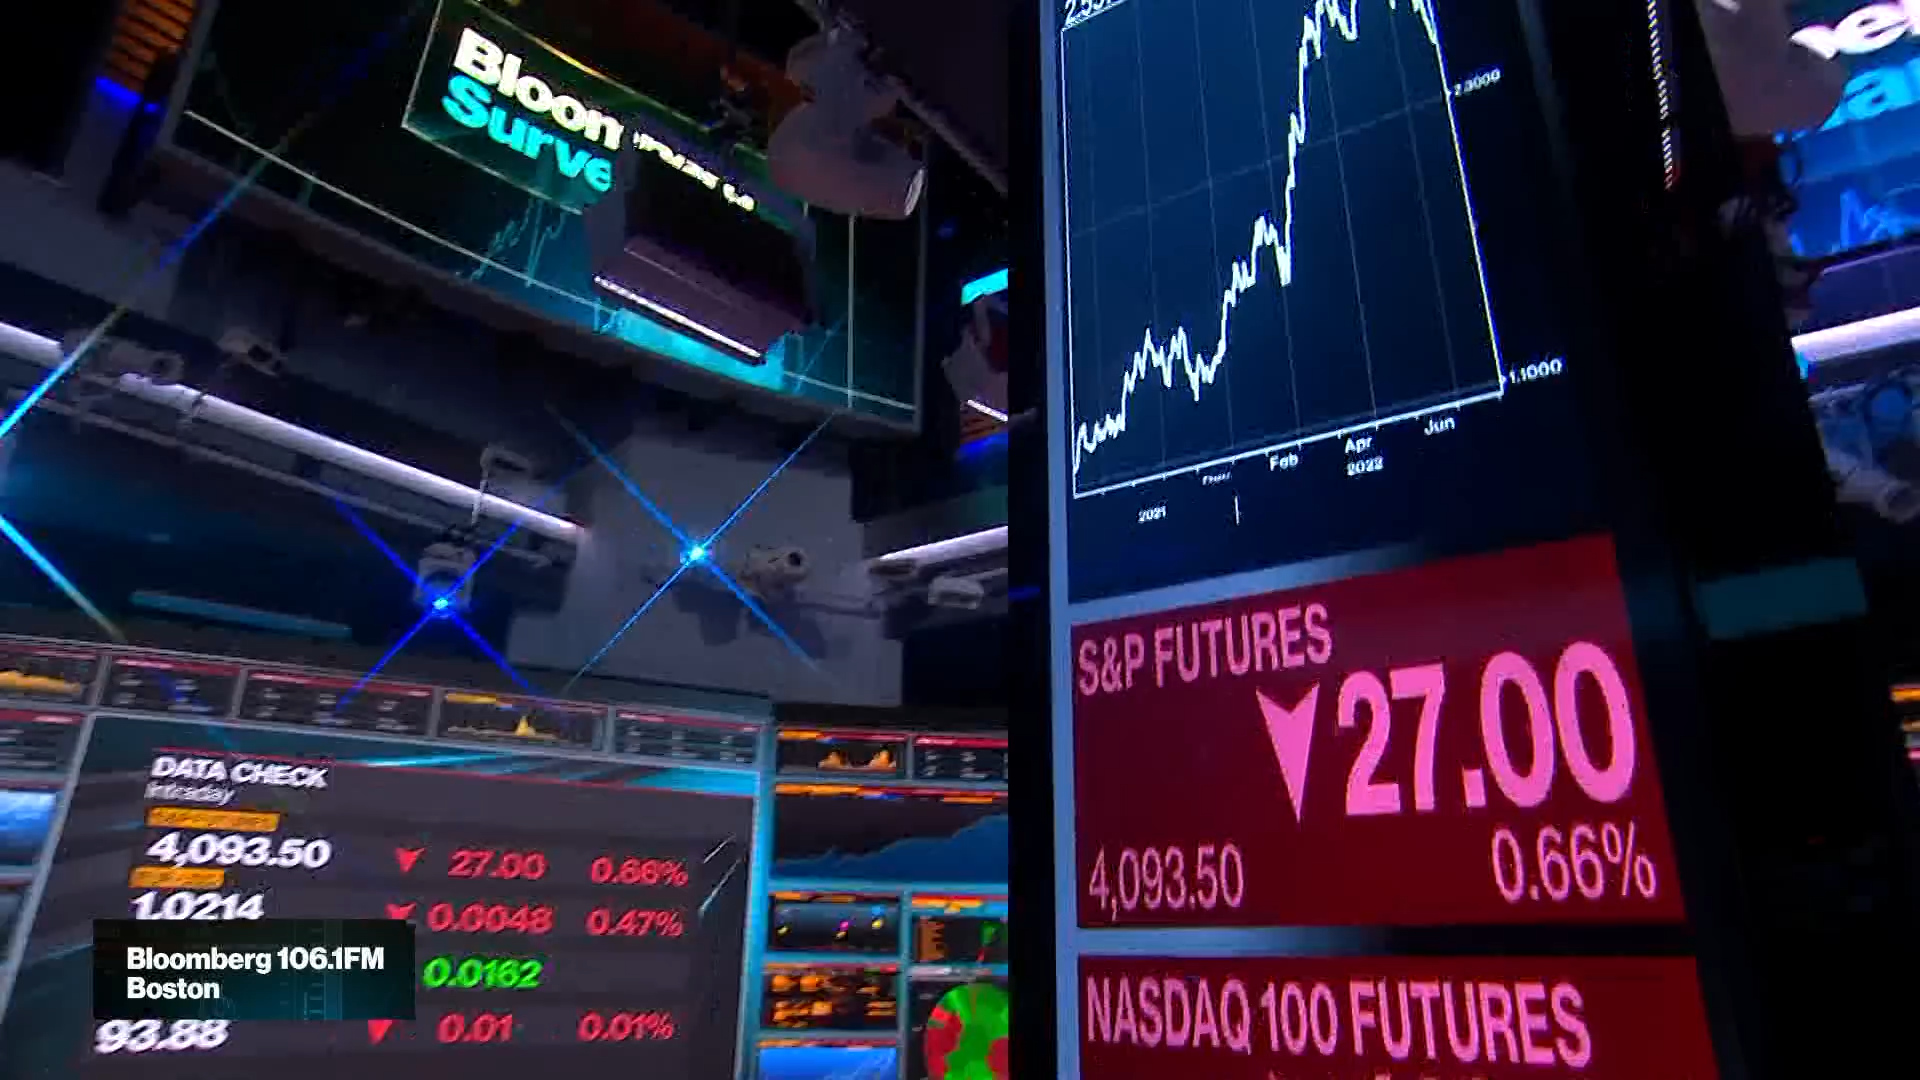 Bloom
Surve
DATA CHECK
Intraday
4,093.50 27.00 0.66%
1.0214 0.0048 0.47%
0.0162
93.88 0.01 0.01%
Bloomberg 106.1FM
Boston
2.3000
1.1000
Feb Apr Jun
2021 2022
S&P FUTURES
27.00
4,093.50 0.66%
NASDAQ 100 FUTURES